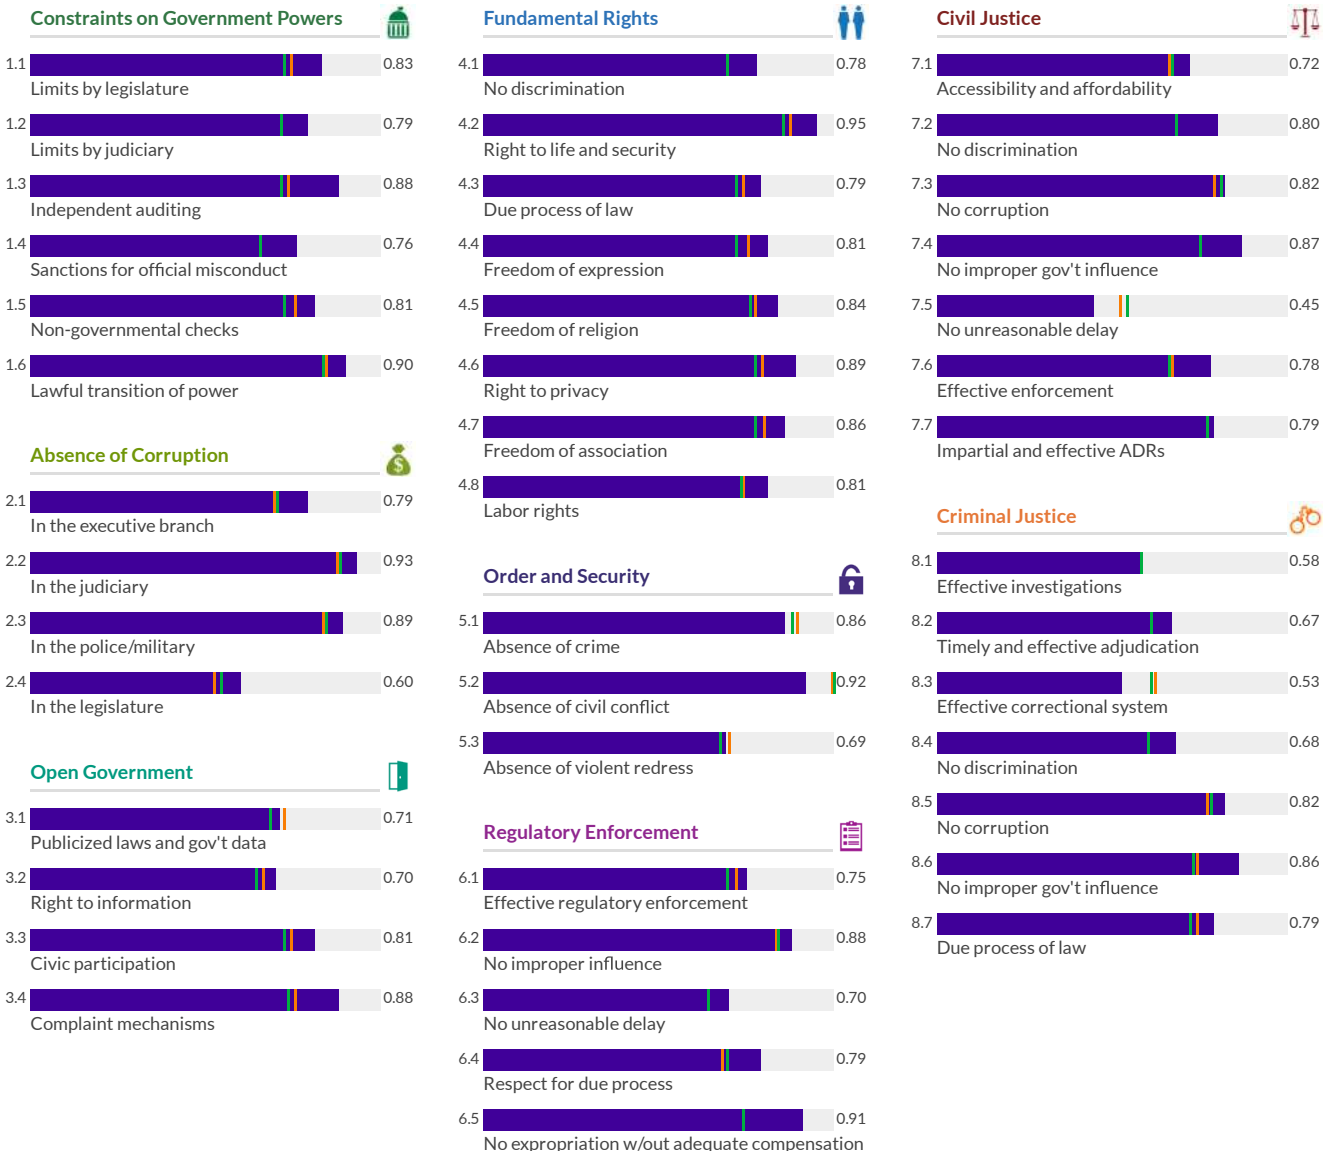 Constraints on Government Powers
1.1 0.83
Limits by legislature
1.2 0.79
Limits by judiciary
1.3 0.88
Independent auditing
1.4 0.76
Sanctions for official misconduct
1.5 0.81
Non-governmental checks
1.6 0.90
Lawful transition of power
Absence of Corruption
$
2.1 0.79
In the executive branch
2.2 0.93
In the judiciary
2.3 0.89
In the police/military
2.4 0.60
In the legislature
Open Government
3.1 0.71
Publicized laws and gov't data
3.2 0.70
Right to information
3.3 0.81
Civic participation
3.4 0.88
Complaint mechanisms
Fundamental Rights
4.1 0.78
No discrimination
4.2 0.95
Right to life and security
4.3 0.79
Due process of law
4.4 0.81
Freedom of expression
4.5 0.84
Freedom of religion
4.6 0.89
Right to privacy
4.7 0.86
Freedom of association
4.8 0.81
Labor rights
Order and Security
5.1 0.86
Absence of crime
5.2 0.92
Absence of civil conflict
5.3 0.69
Absence of violent redress
Regulatory Enforcement
6.1 0.75
Effective regulatory enforcement
6.2 0.88
No improper influence
6.3 0.70
No unreasonable delay
6.4 0.79
Respect for due process
6.5 0.91
No expropriation w/out adequate compensation
Civil Justice
7.1 0.72
Accessibility and affordability
7.2 0.80
No discrimination
7.3 0.82
No corruption
7.4 0.87
No improper gov't influence
7.5 0.45
No unreasonable delay
7.6 0.78
Effective enforcement
7.7 0.79
Impartial and effective ADRs
Criminal Justice
8.1 0.58
Effective investigations
8.2 0.67
Timely and effective adjudication
8.3 0.53
Effective correctional system
8.4 0.68
No discrimination
8.5 0.82
No corruption
8.6 0.86
No improper gov't influence
8.7 0.79
Due process of law